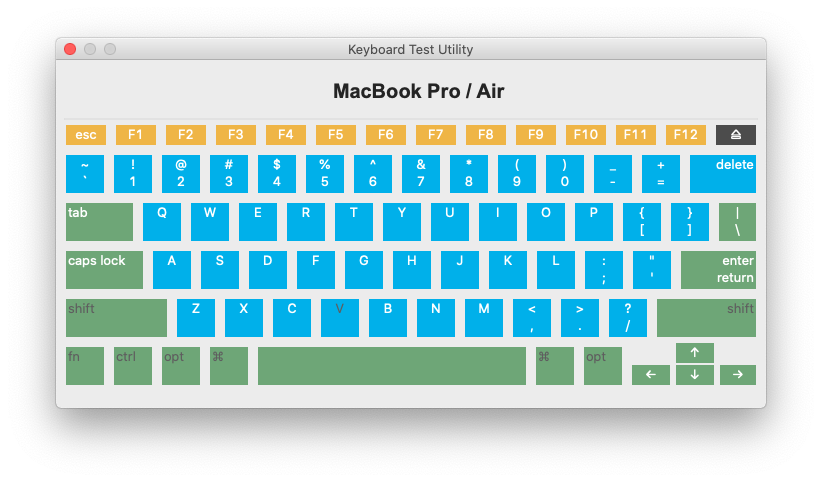 Keyboard Test Utility
MacBook Pro / Air
esc F1 F2 F3 F4 F5 F6 F7 F8 F9 F10 F11 F12 ⏏
~ ! @ # $ % ^ & * ( ) _ + delete
` 1 2 3 4 5 6 7 8 9 0 - =
tab Q W E R T Y U I O P { } |
[ ] \
caps lock A S D F G H J K L : " enter
; ' return
shift Z X C V B N M < > ? shift
, . /
fn ctrl opt ⌘ ⌘ opt ↑
← ↓ →